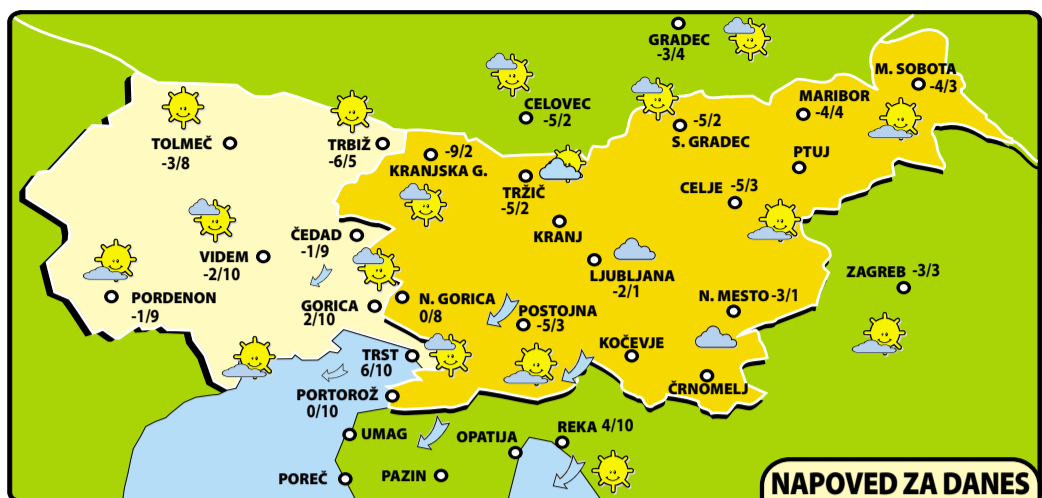 GRADEC
-3/4
M. SOBOTA
-4/3
CELOVEC
-5/2
MARIBOR
-4/4
-5/2
S. GRADEC
TOLMEČ
-3/8
TRBIŽ
-6/5
-9/2
KRANJSKA G.
TRŽIČ
-5/2
PTUJ
CELJE -5/3
KRANJ
ČEDAD
-1/9
VIDEM
-2/10
LJUBLJANA
-2/1
ZAGREB -3/3
PORDENON
-1/9
GORICA
2/10
N. GORICA
0/8
POSTOJNA
-5/3
N. MESTO -3/1
KOČEVJE
TRST
6/10
ČRNOMELJ
PORTOROŽ
0/10
UMAG
OPATIJA
REKA 4/10
POREČ
PAZIN
NAPOVED ZA DANES